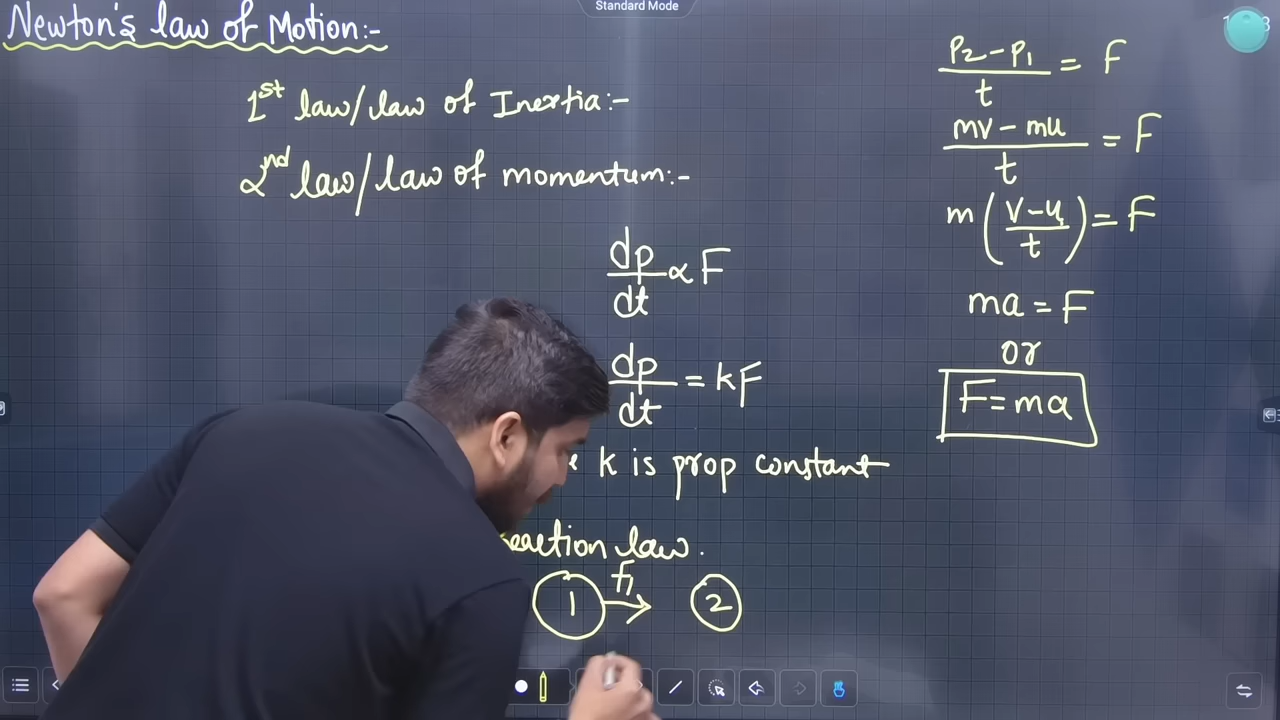 Standard Mode
Newton's law of Motion:-
1st law/law of Inertia:-
2nd law/law of momentum:-
dp/dt ∝ F
dp/dt = kF
k is prop constant
reaction law.
1 f1 → 2
P2 - P1 / t = F
mv - mu / t = F
m (v-u / t) = F
ma = F
or
F = ma